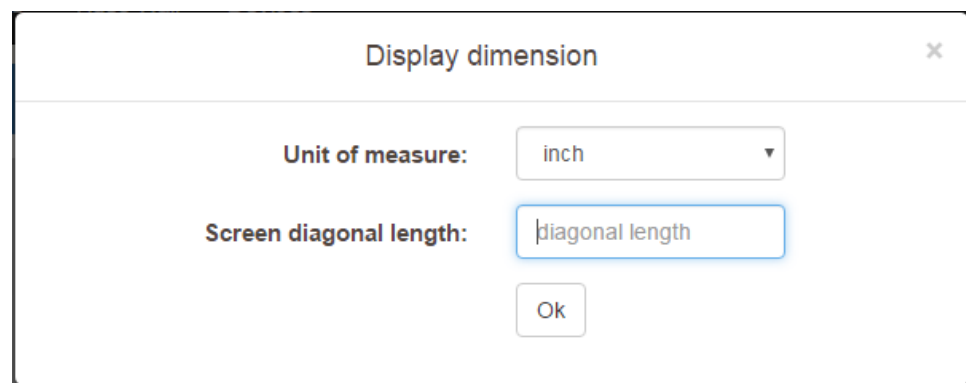 Display dimension ×
Unit of measure: inch
Screen diagonal length: diagonal length
Ok